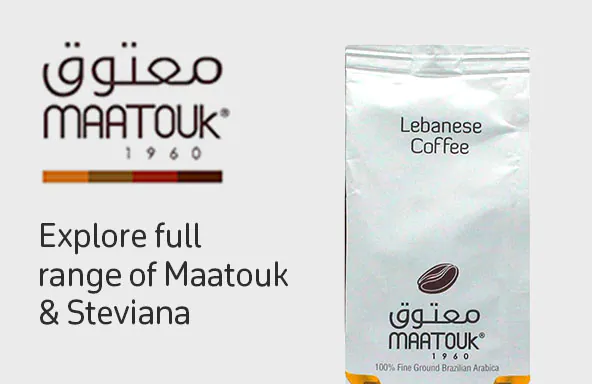 معتوق
MAATOUK®
1960
Explore full
range of Maatouk
& Steviana
Lebanese
Coffee
معتوق
MAATOUK®
1960
100% Fine Ground Brazilian Arabica